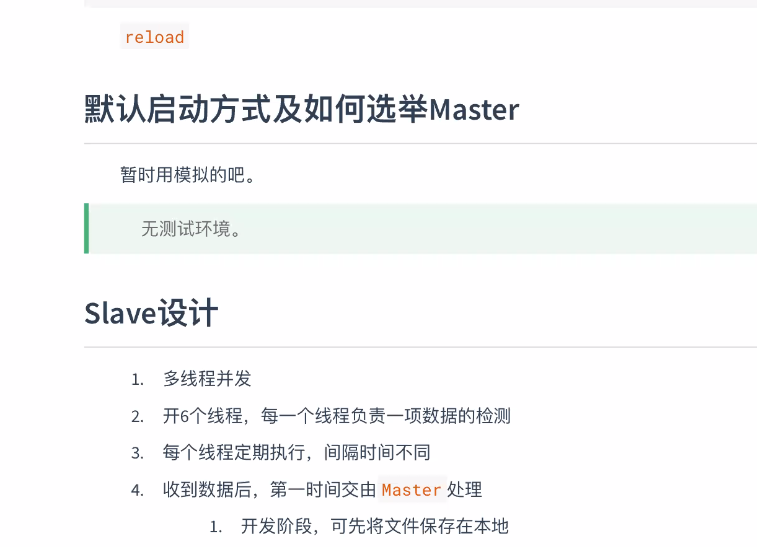 reload
默认启动方式及如何选举Master
暂时用模拟的吧。
无测试环境。
Slave设计
1. 多线程并发
2. 开6个线程，每一个线程负责一项数据的检测
3. 每个线程定期执行，间隔时间不同
4. 收到数据后，第一时间交由 Master 处理
1. 开发阶段，可先将文件保存在本地